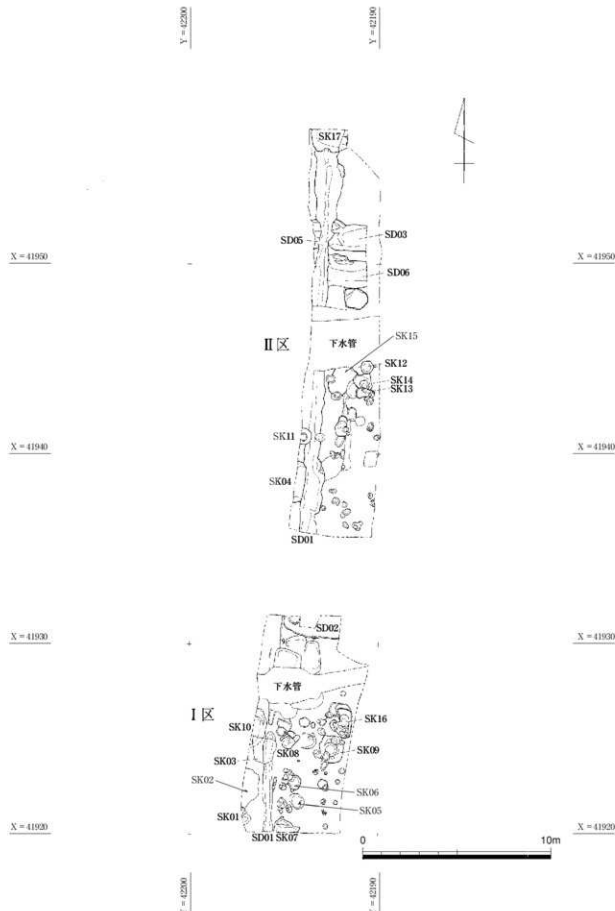 Y = 42200
Y = 42190
SK17
SD05
SD03
X = 41950
X = 41950
SD06
SK15
II区
下水管
SK12
SK14
SK13
SK11
X = 41940
X = 41940
SK04
SD01
SD02
X = 41930
X = 41930
下水管
I区
SK16
SK10
SK09
SK08
SK03
SK02
SK06
SK05
SK01
X = 41920
X = 41920
SD01
SK07
0
10m
Y = 42200
Y = 42190